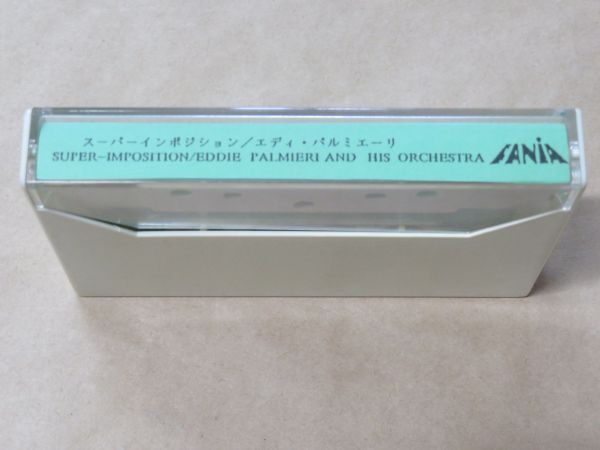 スーパーインポジション／エディ・パルミエーリ
SUPER-IMPOSITION/EDDIE PALMIERI AND HIS ORCHESTRA FANIA